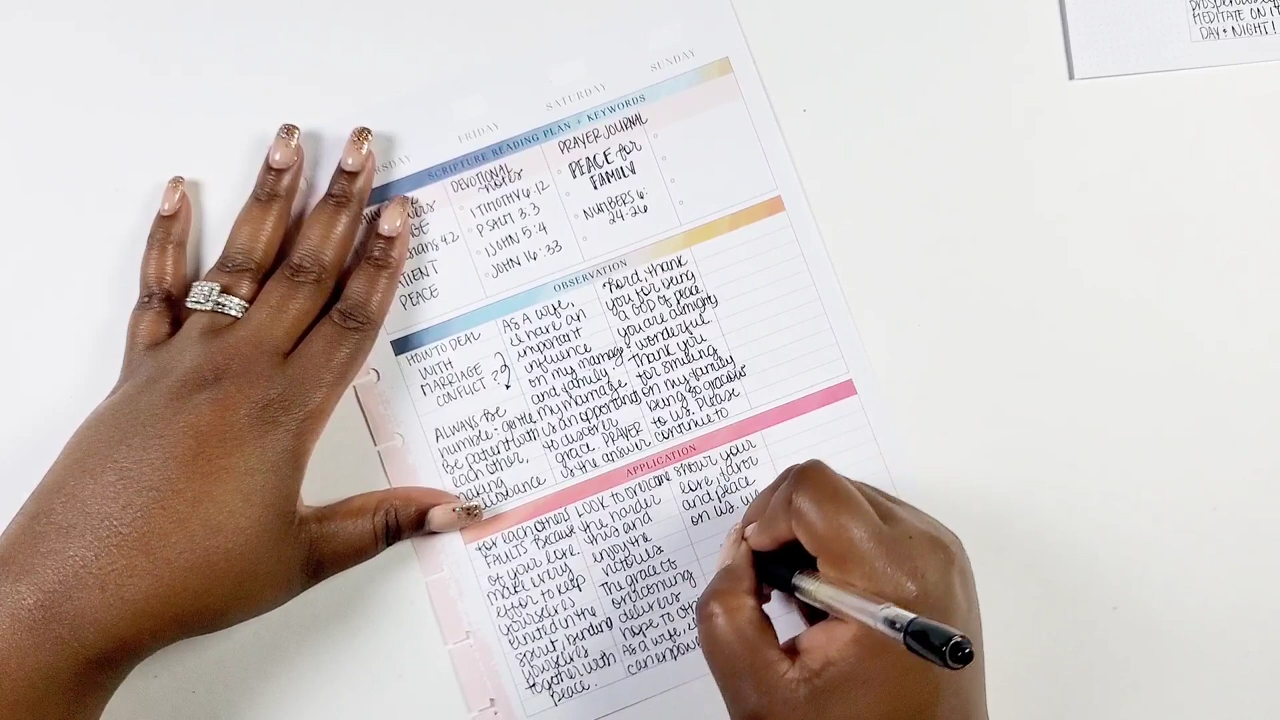 prosperous
MEDITATE ON IT
DAY + NIGHT!
FRIDAY
SATURDAY
SUNDAY
SCRIPTURE READING PLAN + KEYWORDS
4:2
PATIENT
PEACE
DEVOTIONAL
notes
1 TIMOTHY 6:12
PSALM 3:3
1 JOHN 5:4
JOHN 16:33
PRAYER JOURNAL
PEACE for
FAMILY
NUMBERS 6:
24-26
OBSERVATION
HOW TO DEAL
WITH
MARRIAGE
CONFLICT ??
ALWAYS Be
humble + gentle
Be patient with
each other,
making
allowance
As A wife,
I have an
important
influence
on my marriage
and family
my marriage
is an opportunity
to discover
grace. PRAYER
is the answer
Lord thank
you for being
a GOD of peace.
you are almighty
+ wonderful.
Thank you
for smiling
on my family
being so gracious
to us. Please
continue to
APPLICATION
for each other's
FAULTS Because
of your love.
make every
effort to keep
yourselves
united in the
spirit, binding
yourselves
together with
peace.
LOOK to overcome
the harder
this and
enjoy the
victories
The grace of
overcoming
delivers
hope to
As a wife, I
can
show your
love, favor
and peace
on us. We